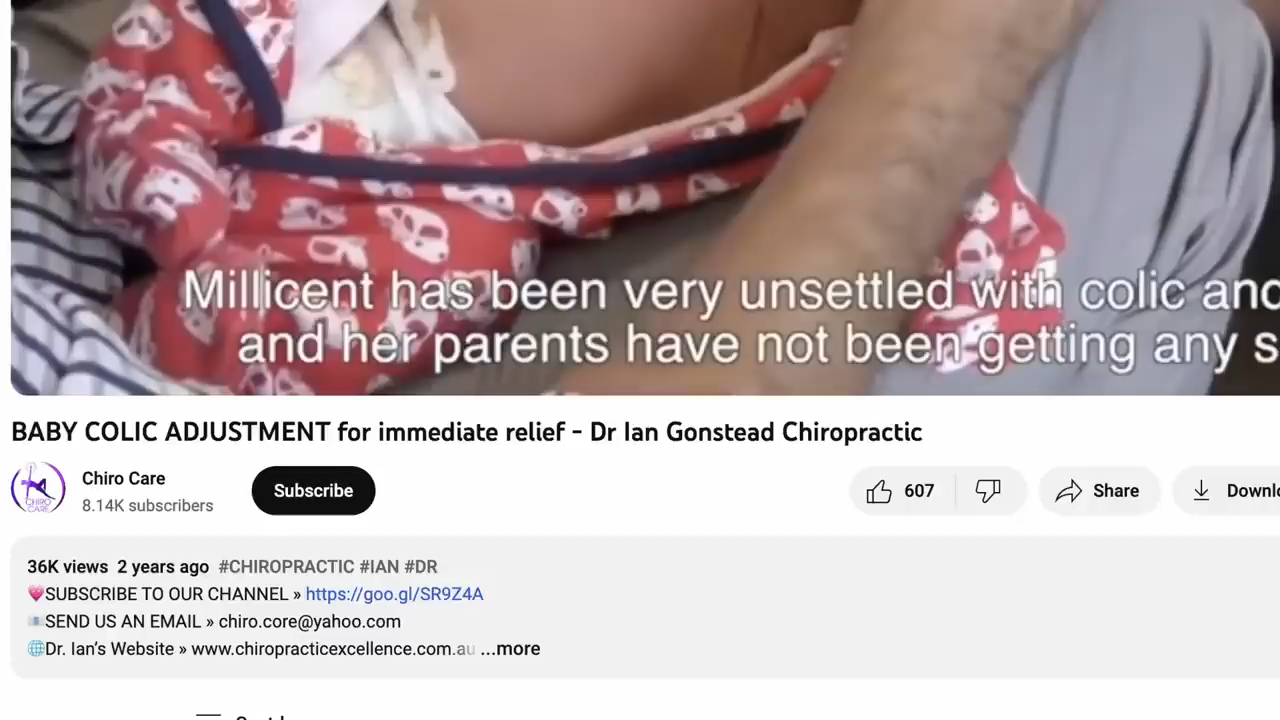 Millicent has been very unsettled with colic and
and her parents have not been getting any s
BABY COLIC ADJUSTMENT for immediate relief - Dr Ian Gonstead Chiropractic
Chiro Care
8.14K subscribers
Subscribe
607
Share
Downlo
36K views 2 years ago #CHIROPRACTIC #IAN #DR
💗SUBSCRIBE TO OUR CHANNEL » https://goo.gl/SR9Z4A
📧SEND US AN EMAIL » chiro.core@yahoo.com
🌐Dr. Ian’s Website » www.chiropracticexcellence.com.au ...more